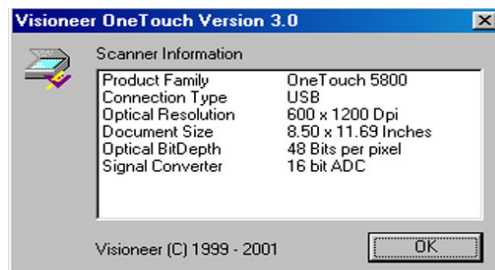 Visioneer OneTouch Version 3.0
Scanner Information
Product Family OneTouch 5800
Connection Type USB
Optical Resolution 600 x 1200 Dpi
Document Size 8.50 x 11.69 Inches
Optical BitDepth 48 Bits per pixel
Signal Converter 16 bit ADC
Visioneer (C) 1999 - 2001 OK